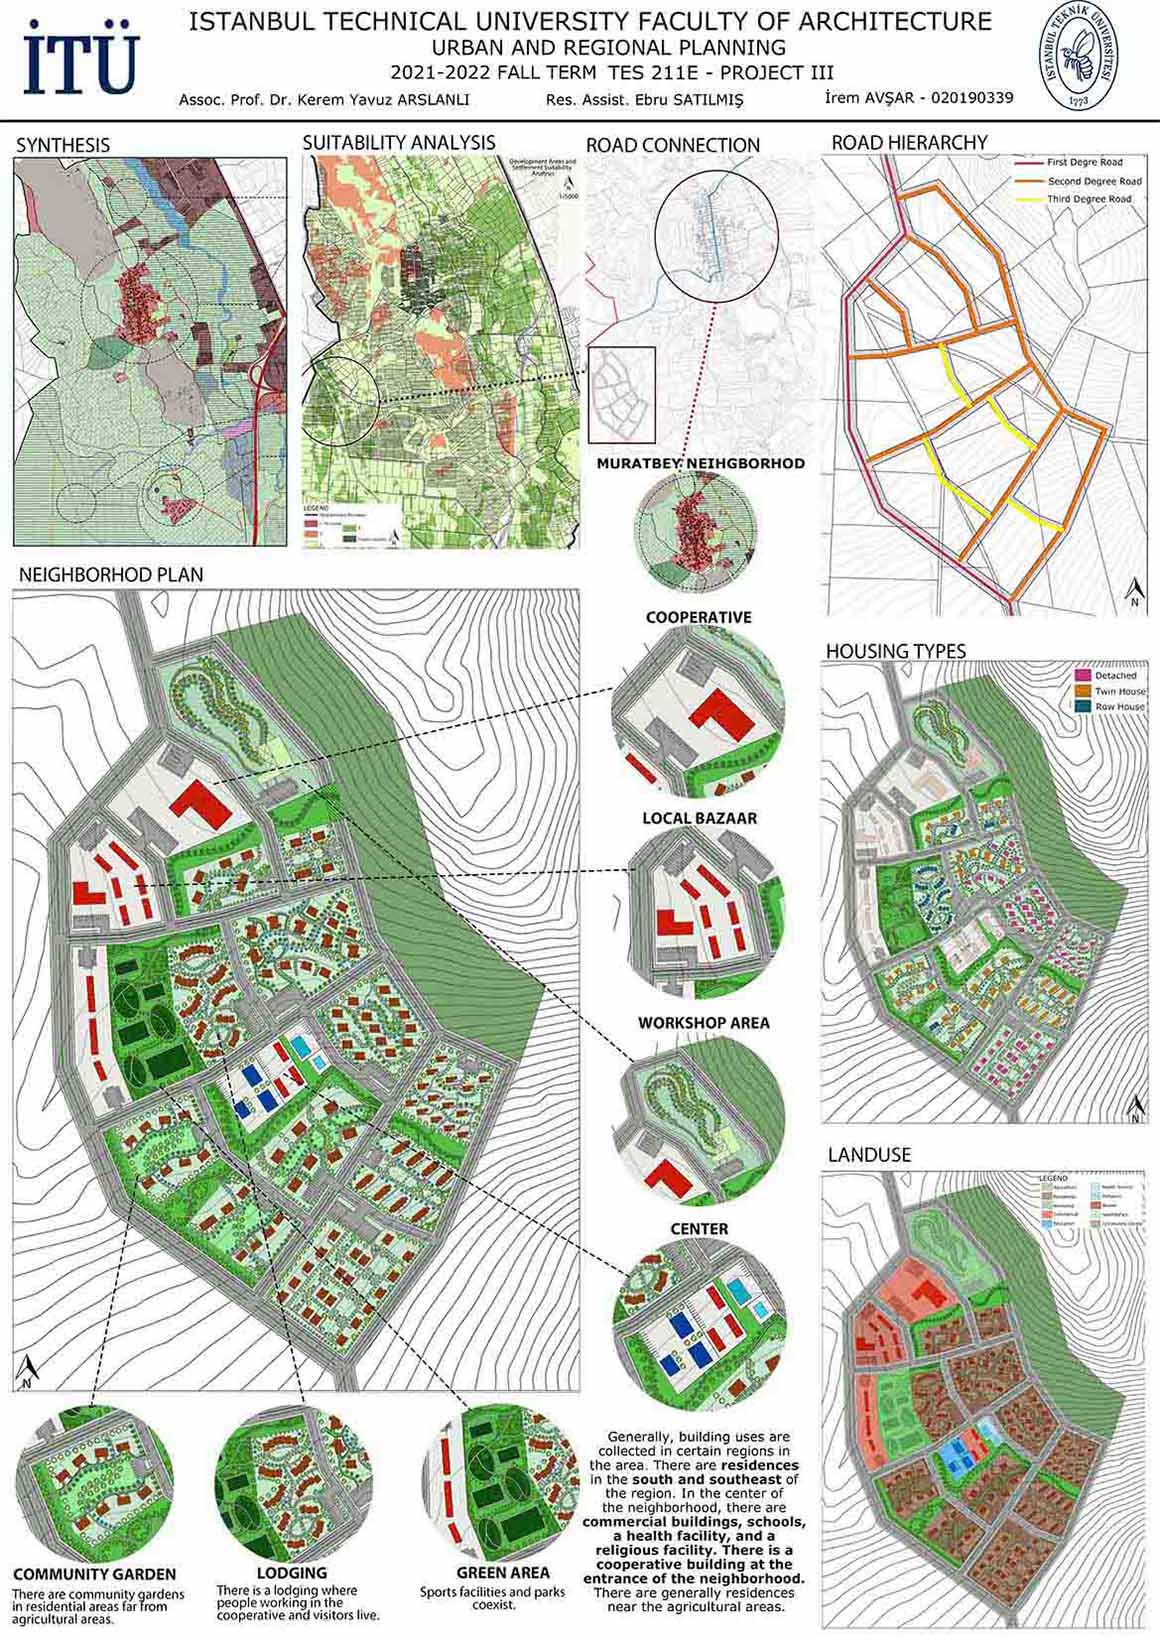 İTÜ
ISTANBUL TECHNICAL UNIVERSITY FACULTY OF ARCHITECTURE
URBAN AND REGIONAL PLANNING
2021-2022 FALL TERM TES 211E - PROJECT III
Assoc. Prof. Dr. Kerem Yavuz ARSLANLI
Res. Assist. Ebru SATILMIŞ
İrem AVŞAR - 020190339
İSTANBUL TEKNİK ÜNİVERSİTESİ
1773
SYNTHESIS
SUITABILITY ANALYSIS
Development Areas and
Settlement Suitability
Analysis
1/5000
LEGEND
ROAD CONNECTION
ROAD HIERARCHY
First Degre Road
Second Degree Road
Third Degree Road
N
MURATBEY NEIHGBORHOD
NEIGHBORHOD PLAN
N
COOPERATIVE
LOCAL BAZAAR
WORKSHOP AREA
CENTER
HOUSING TYPES
Detached
Twin House
Row House
N
LANDUSE
LEGEND
COMMUNITY GARDEN
There are community gardens
in residential areas far from
agricultural areas.
LODGING
There is a lodging where
people working in the
cooperative and visitors live.
GREEN AREA
Sports facilities and parks
coexist.
Generally, building uses are
collected in certain regions in
the area. There are residences
in the south and southeast of
the region. In the center of
the neighborhood, there are
commercial buildings, schools,
a health facility, and a
religious facility. There is a
cooperative building at the
entrance of the neighborhood.
There are generally residences
near the agricultural areas.